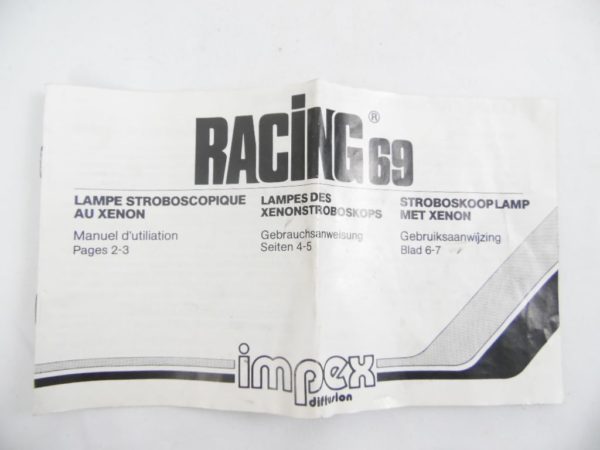 RACING® 69
LAMPE STROBOSCOPIQUE
AU XENON
Manuel d'utiliation
Pages 2-3
LAMPES DES
XENONSTROBOSKOPS
Gebrauchsanweisung
Seiten 4-5
STROBOSKOOPLAMP
MET XENON
Gebruiksaanwijzing
Blad 6-7
impex
diffusion